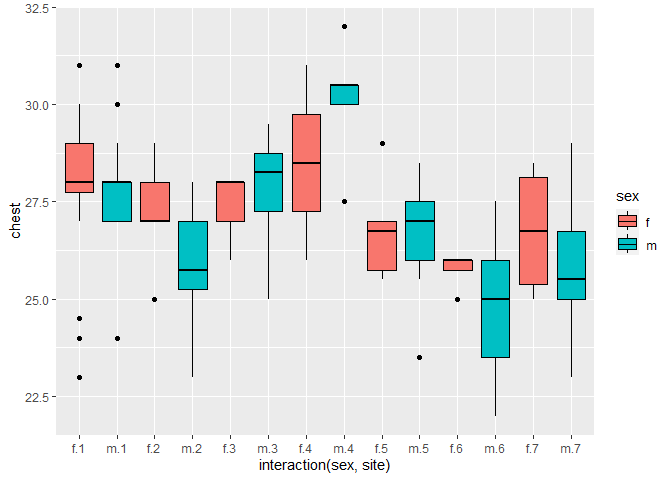 32.5
30.0
27.5
25.0
22.5
chest
f.1 m.1 f.2 m.2 f.3 m.3 f.4 m.4 f.5 m.5 f.6 m.6 f.7 m.7
interaction(sex, site)
sex
f
m